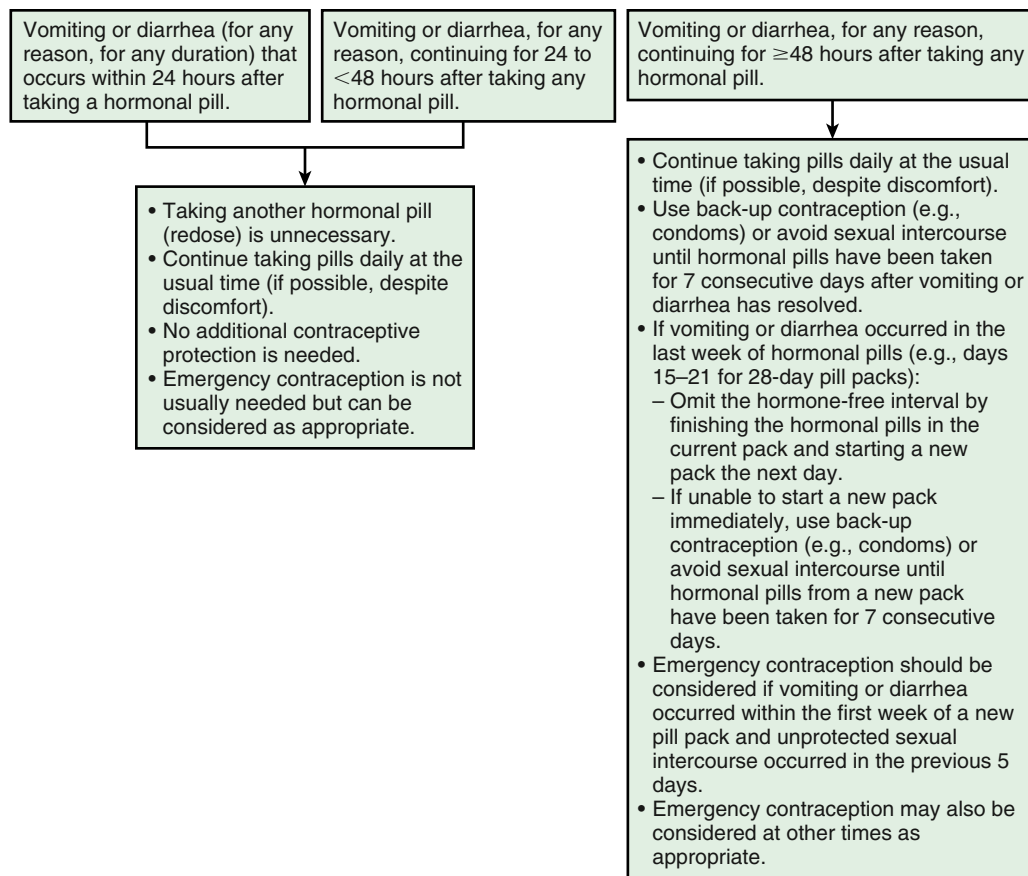 Vomiting or diarrhea (for any
reason, for any duration) that
occurs within 24 hours after
taking a hormonal pill.
Vomiting or diarrhea, for any
reason, continuing for 24 to
<48 hours after taking any
hormonal pill.
Vomiting or diarrhea, for any reason,
continuing for ≥48 hours after taking any
hormonal pill.
• Taking another hormonal pill
(redose) is unnecessary.
• Continue taking pills daily at the
usual time (if possible, despite
discomfort).
• No additional contraceptive
protection is needed.
• Emergency contraception is not
usually needed but can be
considered as appropriate.
• Continue taking pills daily at the usual
time (if possible, despite discomfort).
• Use back-up contraception (e.g.,
condoms) or avoid sexual intercourse
until hormonal pills have been taken
for 7 consecutive days after vomiting or
diarrhea has resolved.
• If vomiting or diarrhea occurred in the
last week of hormonal pills (e.g., days
15–21 for 28-day pill packs):
– Omit the hormone-free interval by
finishing the hormonal pills in the
current pack and starting a new
pack the next day.
– If unable to start a new pack
immediately, use back-up
contraception (e.g., condoms) or
avoid sexual intercourse until
hormonal pills from a new pack
have been taken for 7 consecutive
days.
• Emergency contraception should be
considered if vomiting or diarrhea
occurred within the first week of a new
pill pack and unprotected sexual
intercourse occurred in the previous 5
days.
• Emergency contraception may also be
considered at other times as
appropriate.